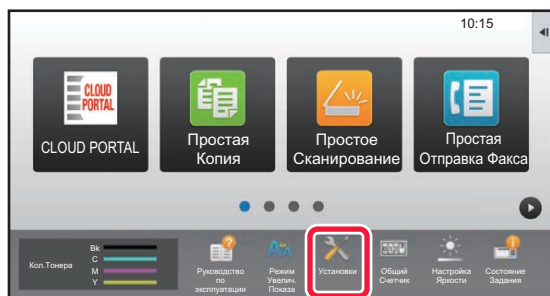 10:15
CLOUD
PORTAL
CLOUD PORTAL
Простая
Копия
Простое
Сканирование
Простая
Отправка Факса
Кол.Тонера
Bk
C
M
Y
Руководство
по
эксплуатации
Режим
Увелич.
Показа
Установки
Общий
Счетчик
Настройка
Яркости
Состояние
Задания